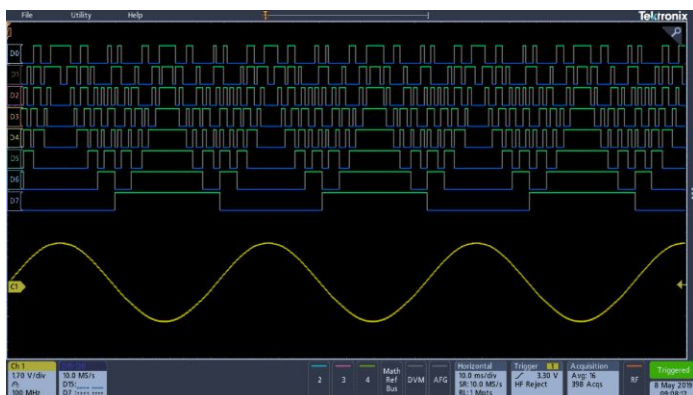 File Utility Help Tektronix
D0
D1
D2
D3
D4
D5
D6
D7
C1
Ch 1
1.70 V/div
100 MHz
10.0 MS/s
D15:
D7
2 3 4
Math
Ref
Bus
DVM AFG
Horizontal
10.0 ms/div
SR: 10.0 MS/s
RL: 1 Mpts
Trigger 1
3.30 V
HF Reject
Acquisition
Avg: 16
398 Acqs
RF
Triggered
8 May 2019